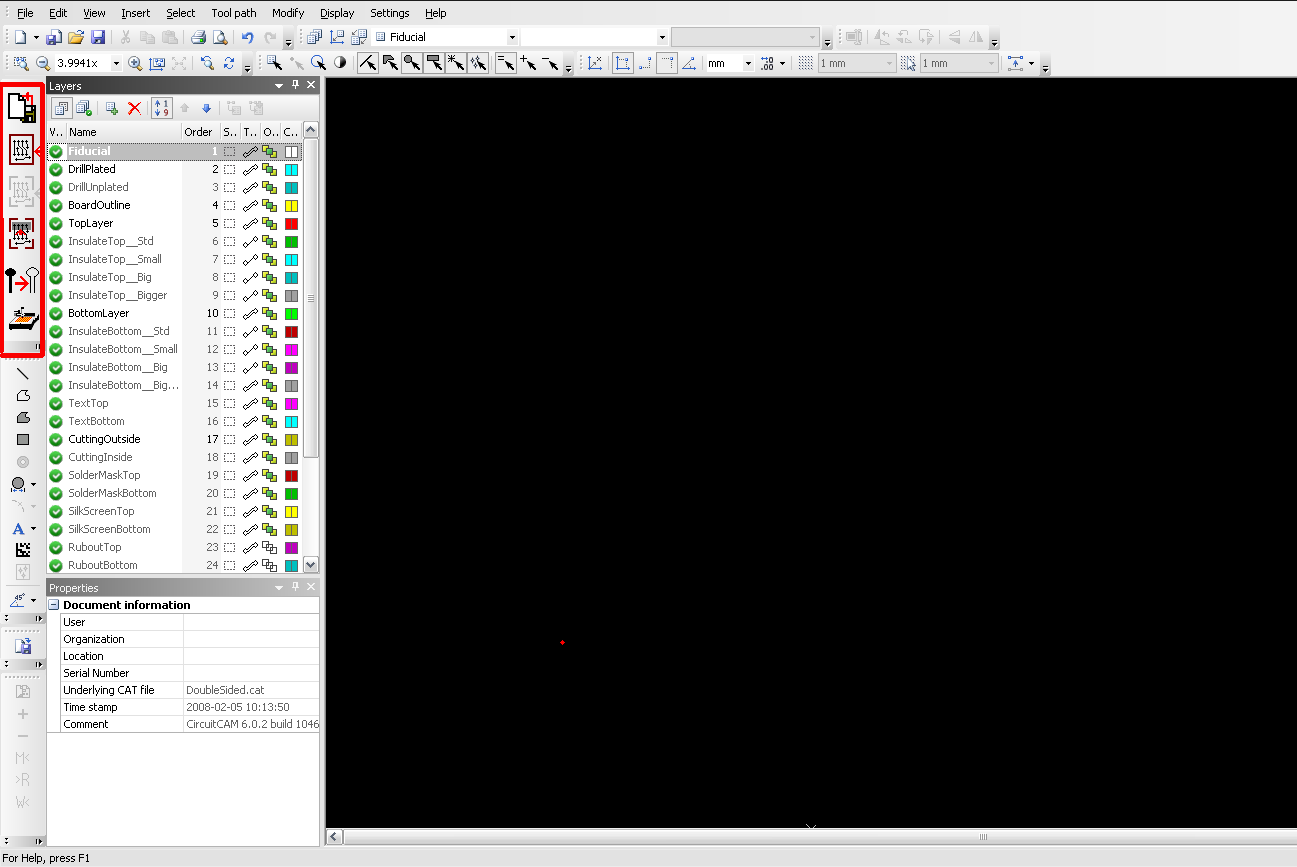 File Edit View Insert Select Tool path Modify Display Settings Help
Fiducial
3.9941x mm 1 mm 1 mm
Layers
V.. Name Order S.. T.. O.. C..
Fiducial 1
DrillPlated 2
DrillUnplated 3
BoardOutline 4
TopLayer 5
InsulateTop__Std 6
InsulateTop__Small 7
InsulateTop__Big 8
InsulateTop__Bigger 9
BottomLayer 10
InsulateBottom__Std 11
InsulateBottom__Small 12
InsulateBottom__Big 13
InsulateBottom__Big... 14
TextTop 15
TextBottom 16
CuttingOutside 17
CuttingInside 18
SolderMaskTop 19
SolderMaskBottom 20
SilkScreenTop 21
SilkScreenBottom 22
RuboutTop 23
RuboutBottom 24
A
45°
Properties
Document information
User
Organization
Location
Serial Number
Underlying CAT file DoubleSided.cat
Time stamp 2008-02-05 10:13:50
Comment CircuitCAM 6.0.2 build 1046
M<
>R
W<
For Help, press F1